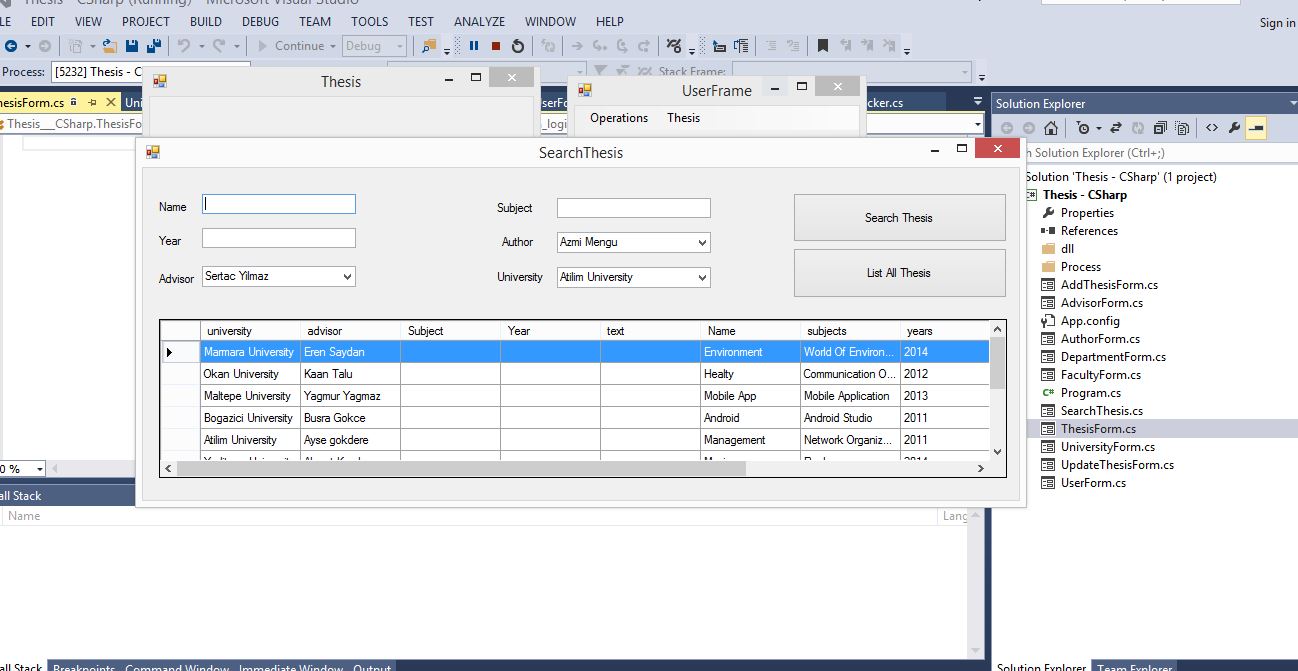 Thesis - CSharp (Running) - Microsoft Visual Studio
LE EDIT VIEW PROJECT BUILD DEBUG TEAM TOOLS TEST ANALYZE WINDOW HELP
Sign in
Continue Debug
Process: [5232] Thesis - C
Stack Frame:
Thesis
UserFrame
hesisForm.cs Uni serFo cker.cs
Thesis___CSharp.ThesisFo _logi
Operations Thesis
SearchThesis
Name Subject Search Thesis
Year Author Azmi Mengu
Advisor Sertac Yilmaz University Atilim University List All Thesis
university advisor Subject Year text Name subjects years
Marmara University Eren Saydan Environment World Of Environ... 2014
Okan University Kaan Talu Healty Communication O... 2012
Maltepe University Yagmur Yagmaz Mobile App Mobile Application 2013
Bogazici University Busra Gokce Android Android Studio 2011
Atilim University Ayse gokdere Management Network Organiz... 2011
0 %
all Stack
Name Lang
all Stack Breakpoints Command Window Immediate Window Output
Solution Explorer
h Solution Explorer (Ctrl+;)
Solution 'Thesis - CSharp' (1 project)
Thesis - CSharp
Properties
References
dll
Process
AddThesisForm.cs
AdvisorForm.cs
App.config
AuthorForm.cs
DepartmentForm.cs
FacultyForm.cs
Program.cs
SearchThesis.cs
ThesisForm.cs
UniversityForm.cs
UpdateThesisForm.cs
UserForm.cs
Solution Explorer Team Explorer